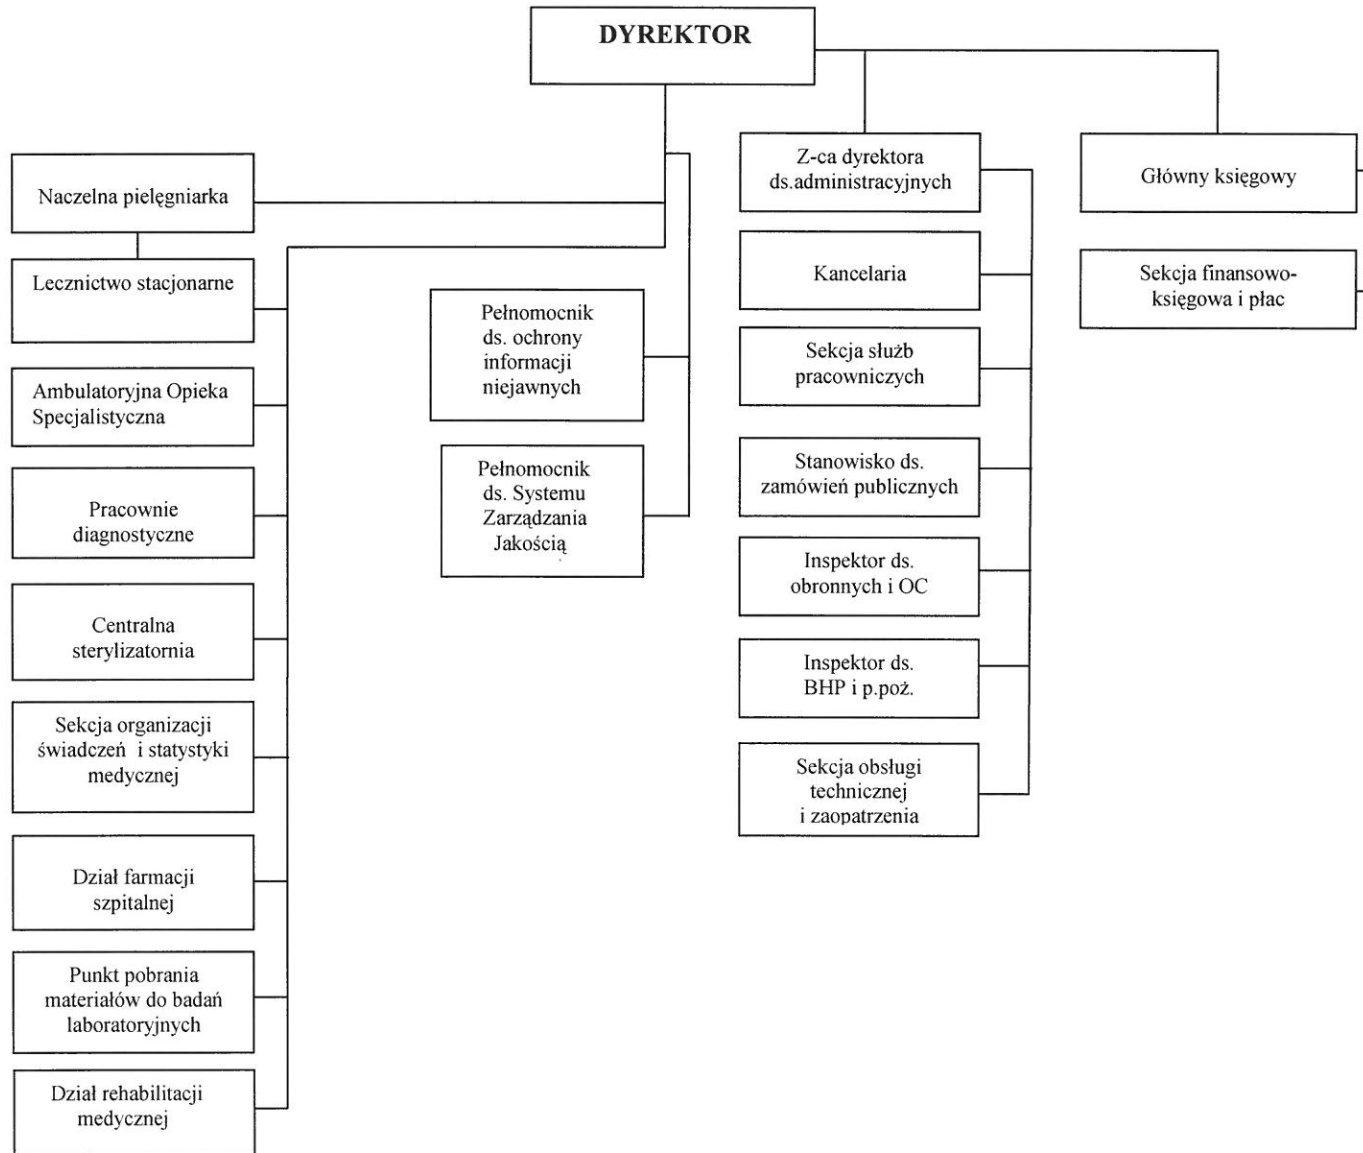 DYREKTOR
Naczelna pielęgniarka
Lecznictwo stacjonarne
Ambulatoryjna Opieka
Specjalistyczna
Pracownie
diagnostyczne
Centralna
sterylizatornia
Sekcja organizacji
świadczeń i statystyki
medycznej
Dział farmacji
szpitalnej
Punkt pobrania
materiałów do badań
laboratoryjnych
Dział rehabilitacji
medycznej
Pełnomocnik
ds. ochrony
informacji
niejawnych
Pełnomocnik
ds. Systemu
Zarządzania
Jakością
Z-ca dyrektora
ds.administracyjnych
Kancelaria
Sekcja służb
pracowniczych
Stanowisko ds.
zamówień publicznych
Inspektor ds.
obronnych i OC
Inspektor ds.
BHP i p.poż.
Sekcja obsługi
technicznej
i zaopatrzenia
Główny księgowy
Sekcja finansowo-
księgowa i płac